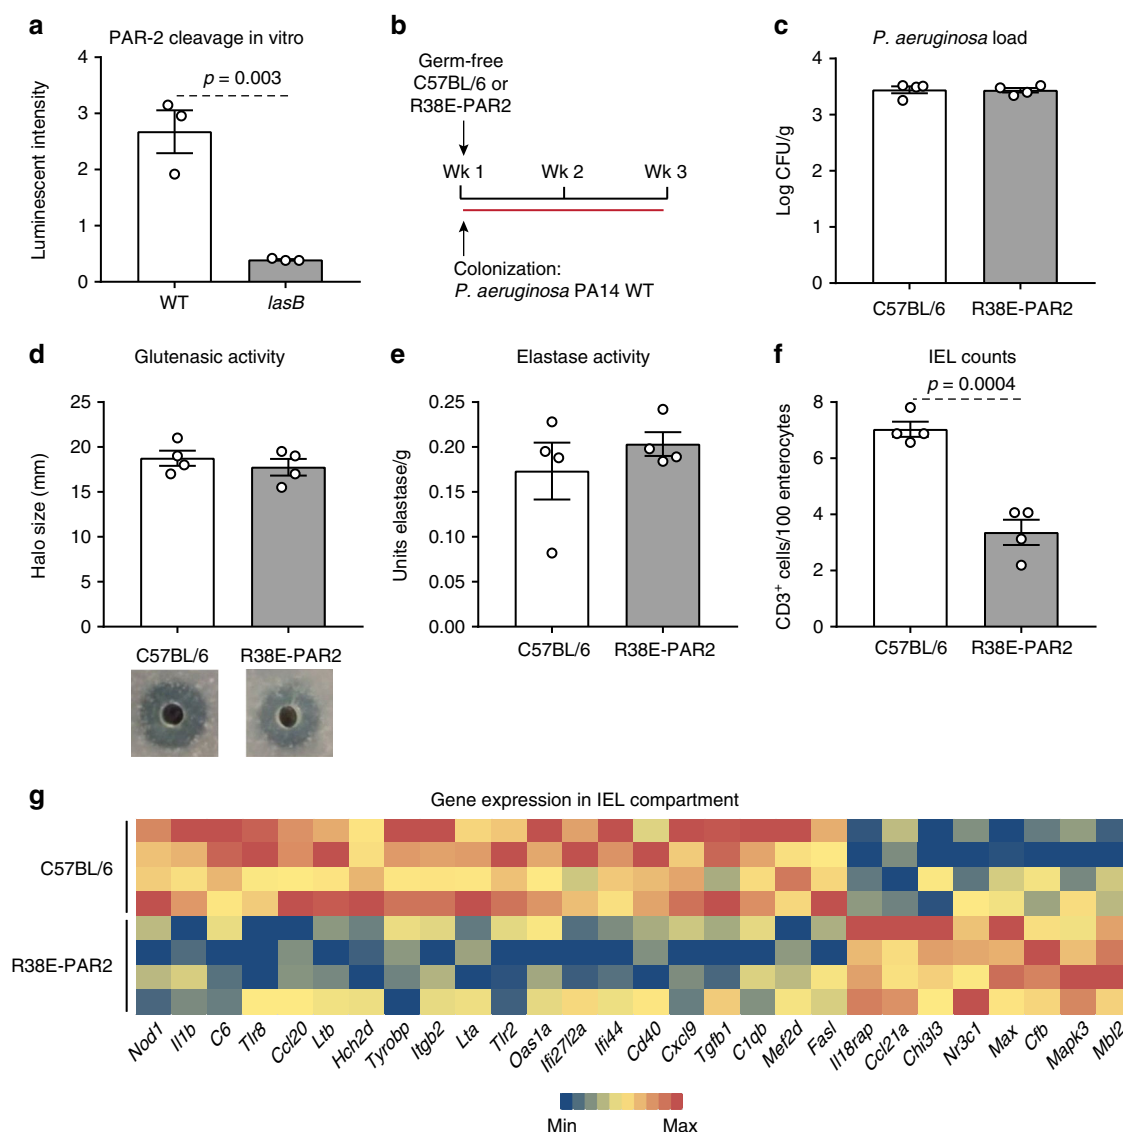 a
PAR-2 cleavage in vitro
p = 0.003
Luminescent intensity
4
3
2
1
0
WT
lasB
b
Germ-free
C57BL/6 or
R38E-PAR2
Wk 1
Wk 2
Wk 3
Colonization:
P. aeruginosa PA14 WT
c
P. aeruginosa load
Log CFU/g
4
3
2
1
0
C57BL/6
R38E-PAR2
d
Glutenasic activity
Halo size (mm)
25
20
15
10
5
0
C57BL/6
R38E-PAR2
e
Elastase activity
Units elastase/g
0.25
0.20
0.15
0.10
0.05
0.00
C57BL/6
R38E-PAR2
f
IEL counts
p = 0.0004
CD3⁺ cells/100 enterocytes
8
6
4
2
0
C57BL/6
R38E-PAR2
g
Gene expression in IEL compartment
C57BL/6
R38E-PAR2
Nod1
Il1b
C6
Tlr8
Ccl20
Ltb
Hch2d
Tyrobp
Itgb2
Lta
Tlr2
Oas1a
Ifi27l2a
Ifi44
Cd40
Cxcl9
Tgfb1
C1qb
Mef2d
Fasl
Il18rap
Ccl21a
Chi3l3
Nr3c1
Max
Cfb
Mapk3
Mbl2
Min
Max